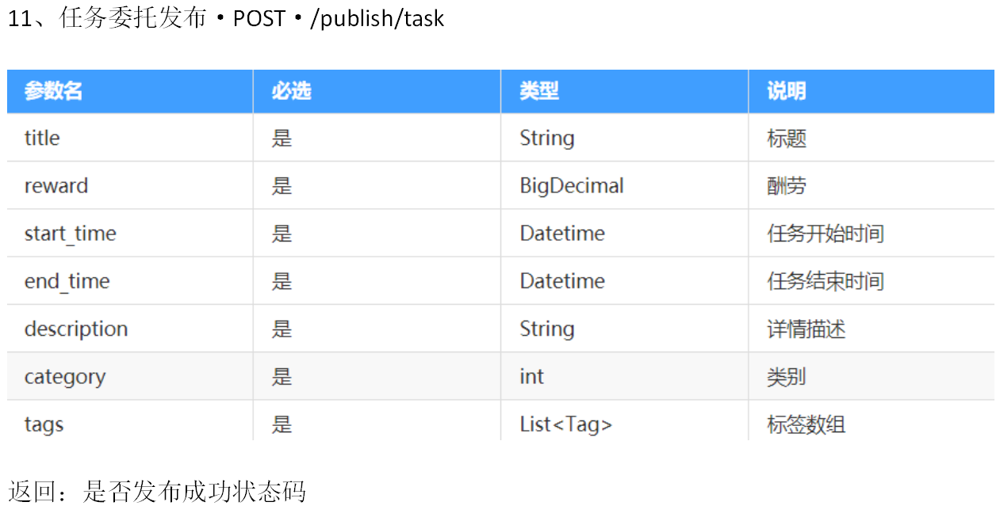 11、任务委托发布·POST·/publish/task
参数名 必选 类型 说明
title 是 String 标题
reward 是 BigDecimal 酬劳
start_time 是 Datetime 任务开始时间
end_time 是 Datetime 任务结束时间
description 是 String 详情描述
category 是 int 类别
tags 是 List<Tag> 标签数组
返回：是否发布成功状态码